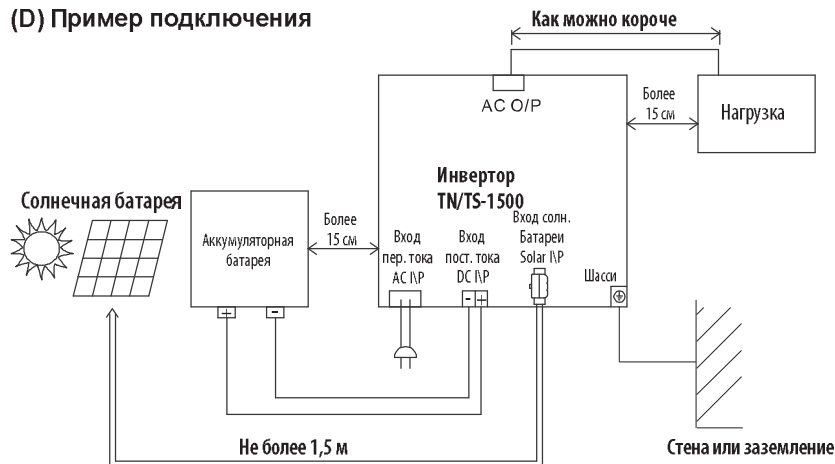 (D) Пример подключения
Как можно короче
AC O/P
Более
15 см
Нагрузка
Инвертор
TN/TS-1500
Солнечная батарея
Аккумуляторная
батарея
Более
15 см
Вход
пер. тока
AC I\P
Вход
пост. тока
DC I\P
Вход солн.
Батареи
Solar I\P
Шасси
+
-
-
+
Не более 1,5 м
Стена или заземление